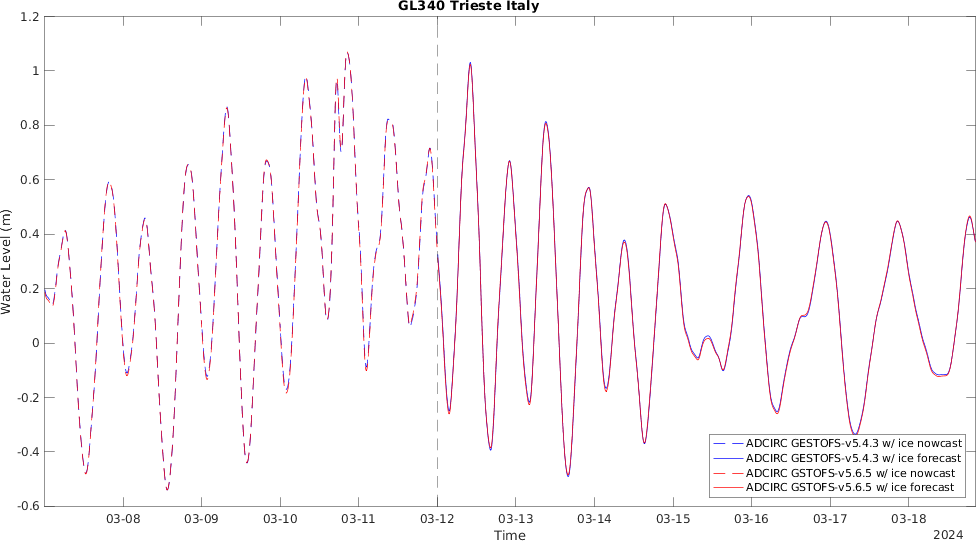 GL340 Trieste Italy
1.2
1
0.8
0.6
0.4
0.2
0
-0.2
-0.4
-0.6
Water Level (m)
ADCIRC GESTOFS-v5.4.3 w/ ice nowcast
ADCIRC GESTOFS-v5.4.3 w/ ice forecast
ADCIRC GSTOFS-v5.6.5 w/ ice nowcast
ADCIRC GSTOFS-v5.6.5 w/ ice forecast
03-08 03-09 03-10 03-11 03-12 03-13 03-14 03-15 03-16 03-17 03-18
Time
2024